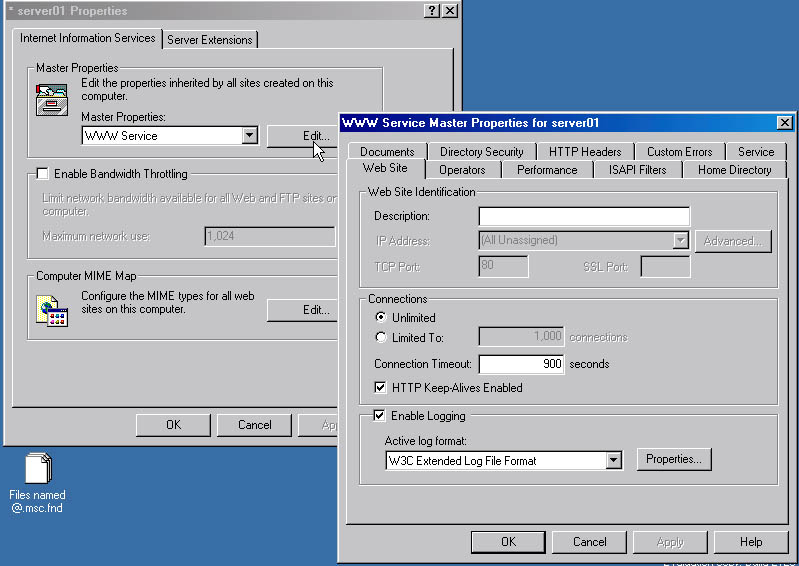 * server01 Properties
Internet Information Services
Server Extensions
Master Properties
Edit the properties inherited by all sites created on this
computer.
Master Properties:
WWW Service
Edit...
Enable Bandwidth Throttling
Limit network bandwidth available for all Web and FTP sites on
computer.
Maximum network use:
1,024
Computer MIME Map
Configure the MIME types for all web
sites on this computer.
Edit...
OK
Cancel
Files named
@.msc.fnd
WWW Service Master Properties for server01
Documents
Directory Security
HTTP Headers
Custom Errors
Service
Web Site
Operators
Performance
ISAPI Filters
Home Directory
Web Site Identification
Description:
IP Address:
(All Unassigned)
Advanced...
TCP Port:
80
SSL Port:
Connections
Unlimited
Limited To:
1,000
connections
Connection Timeout:
900
seconds
HTTP Keep-Alives Enabled
Enable Logging
Active log format:
W3C Extended Log File Format
Properties...
OK
Cancel
Apply
Help